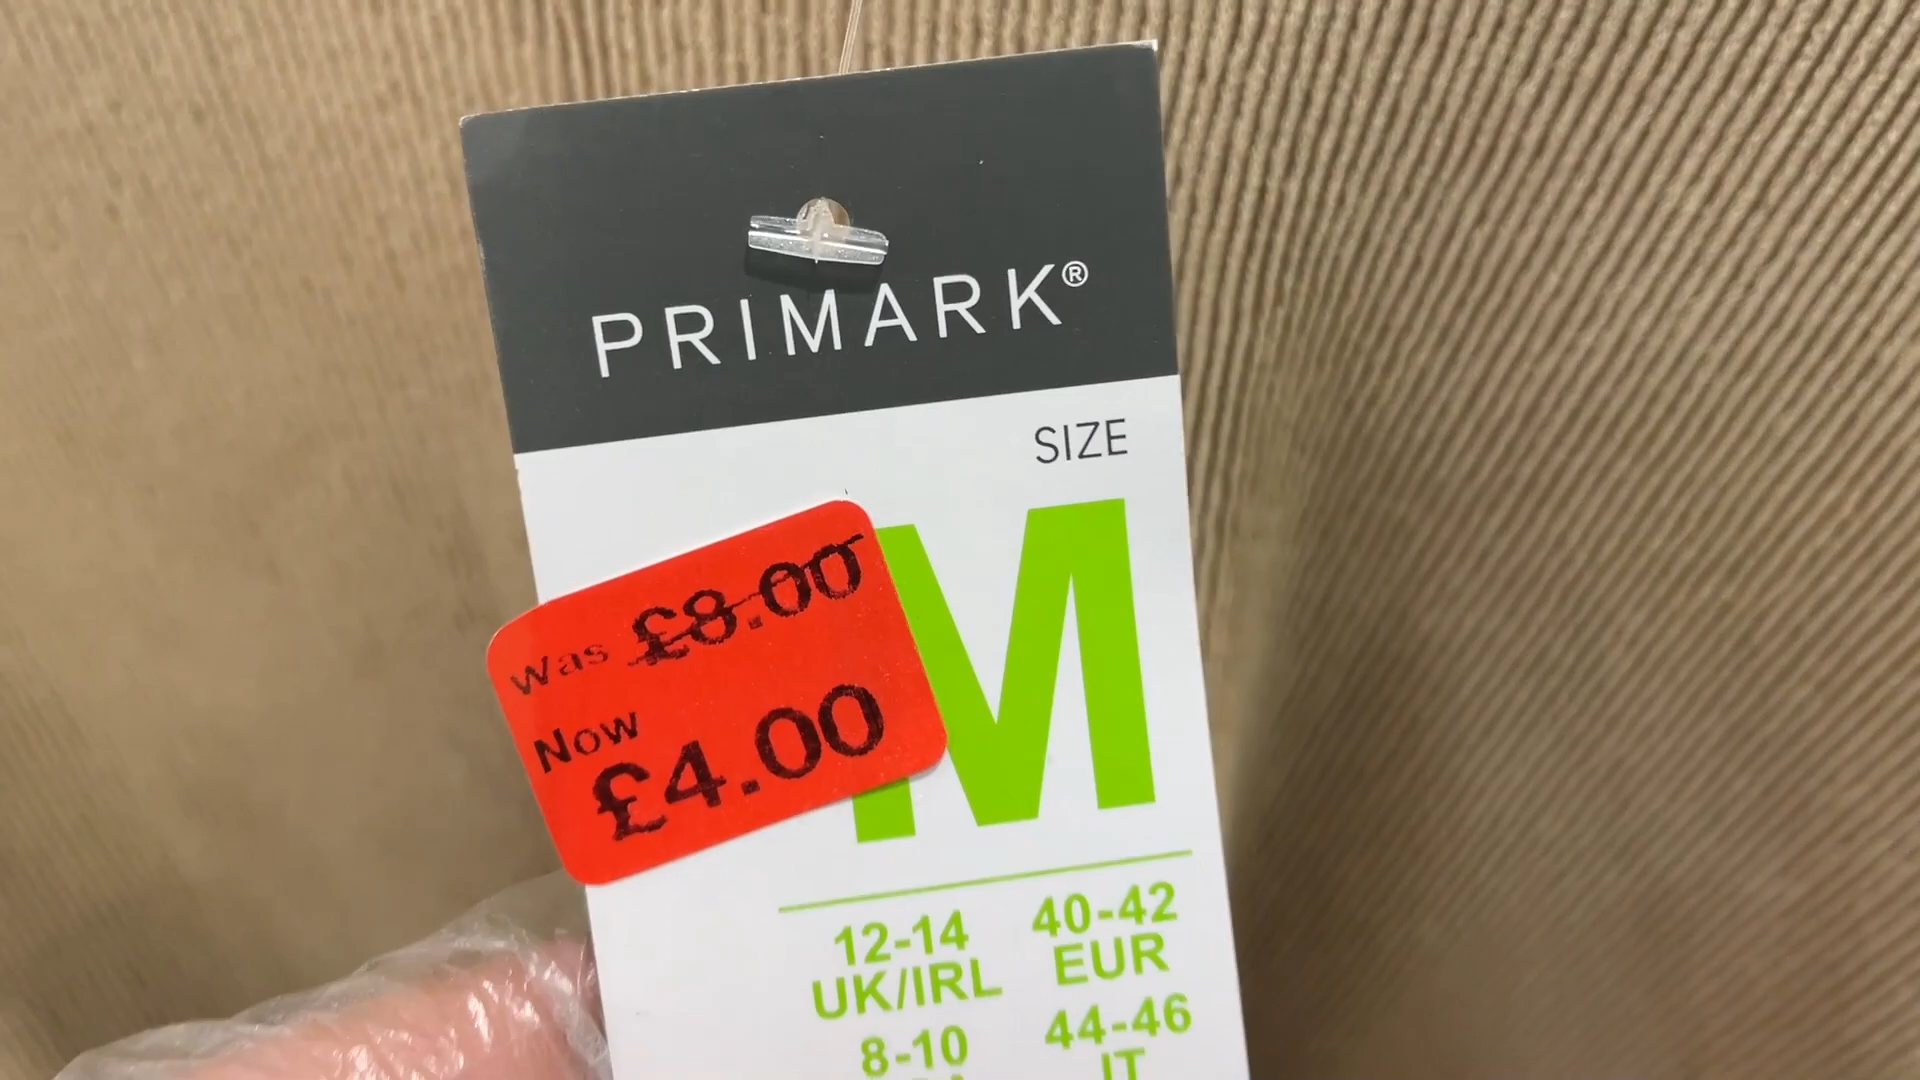 PRIMARK®
SIZE
M
Was £8.00
Now
£4.00
12-14
UK/IRL
40-42
EUR
8-10
44-46
IT